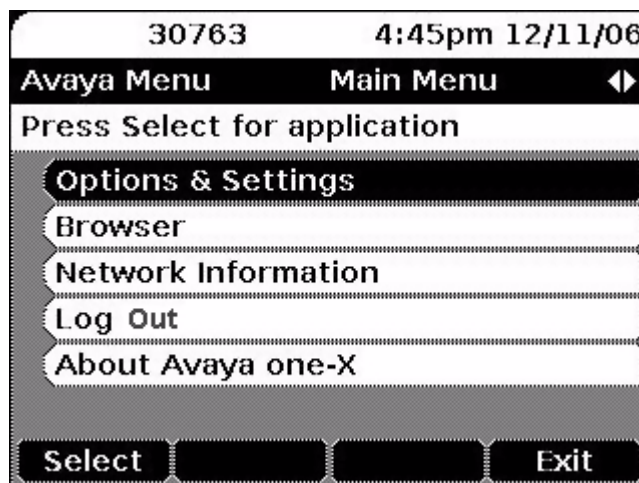 30763 4:45pm 12/11/06
Avaya Menu Main Menu
Press Select for application
Options & Settings
Browser
Network Information
Log Out
About Avaya one-X
Select Exit